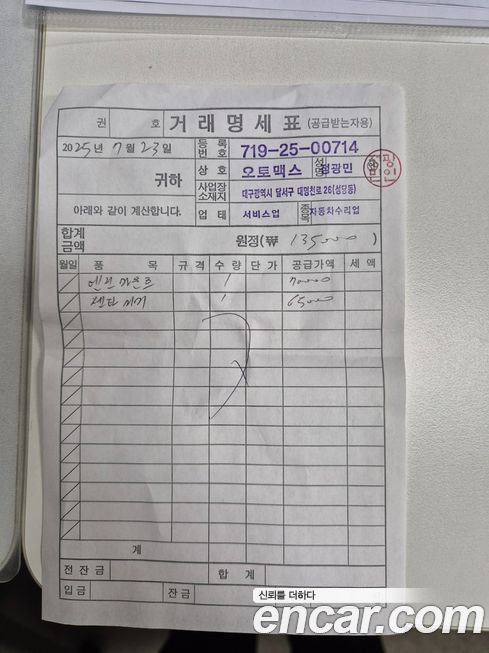 권 호 거래명세표 (공급받는자용)
2025년 7월 23일 등록번호 719-25-00714
귀하 상호 오토맥스 성명 정광민
사업장소재지 대구광역시 달서구 대명천로 26(성당동)
아래와 같이 계산합니다. 업태 서비스업 종목 자동차수리업
합계금액 원정(₩ 135000 )
월일 품 목 규격 수량 단가 공급가액 세액
엔진 마운트 1 70000
1 65000
계
전잔금 합계
입금 잔금
신뢰를 더하다
encar.com